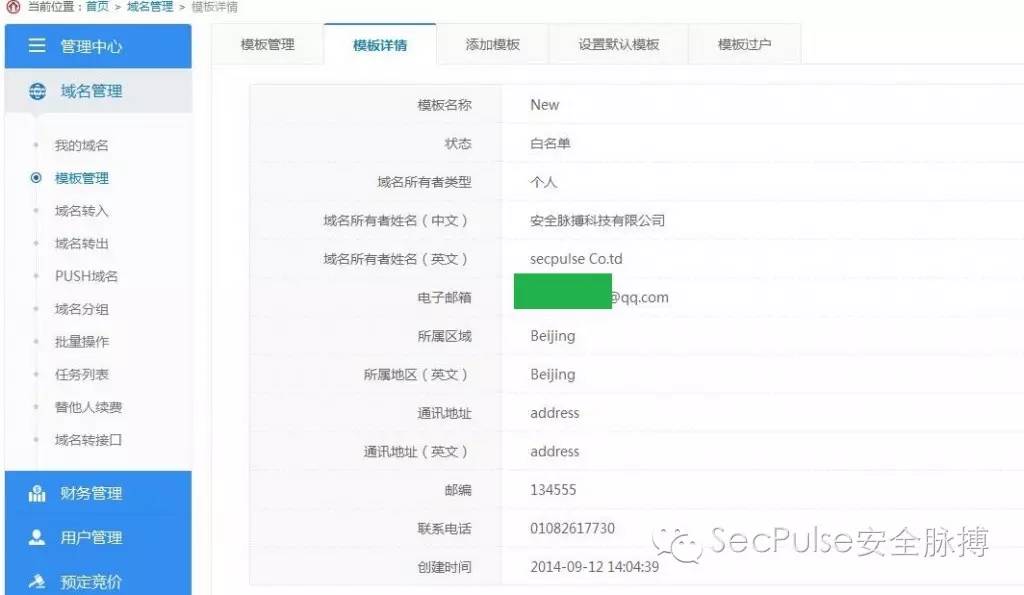 当前位置：首页 > 域名管理 > 模板详情
管理中心
域名管理
我的域名
模板管理
域名转入
域名转出
PUSH域名
域名分组
批量操作
任务列表
替他人续费
域名转接口
财务管理
用户管理
预定竞价
模板管理 模板详情 添加模板 设置默认模板 模板过户
模板名称 New
状态 白名单
域名所有者类型 个人
域名所有者姓名（中文） 安全脉搏科技有限公司
域名所有者姓名（英文） secpulse Co.td
电子邮箱 @qq.com
所属区域 Beijing
所属地区（英文） Beijing
通讯地址 address
通讯地址（英文） address
邮编 134555
联系电话 01082617730
创建时间 2014-09-12 14:04:39
SecPulse安全脉搏